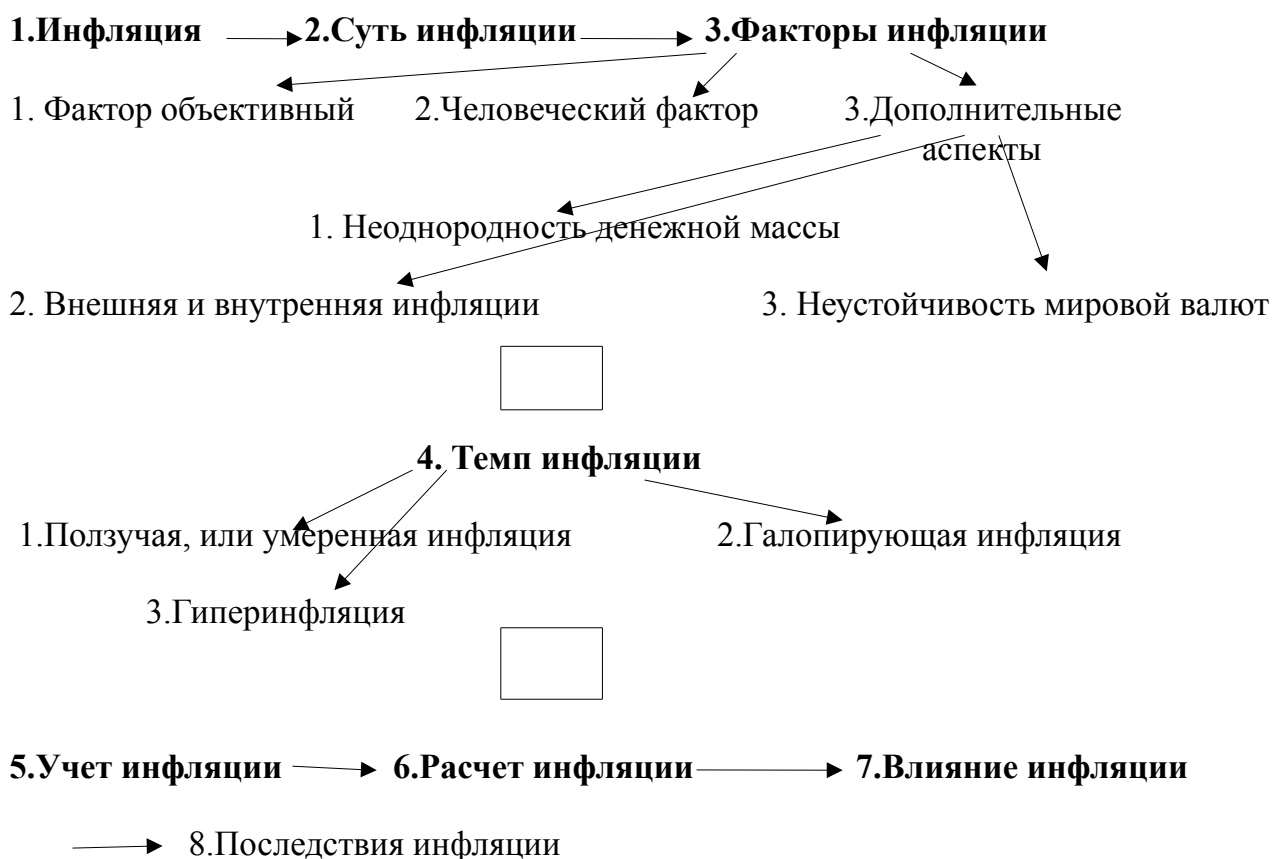 1.Инфляция 2.Суть инфляции 3.Факторы инфляции
1. Фактор объективный 2.Человеческий фактор 3.Дополнительные
аспекты
1. Неоднородность денежной массы
2. Внешняя и внутренняя инфляции 3. Неустойчивость мировой валют
4. Темп инфляции
1.Ползучая, или умеренная инфляция 2.Галопирующая инфляция
3.Гиперинфляция
5.Учет инфляции 6.Расчет инфляции 7.Влияние инфляции
8.Последствия инфляции